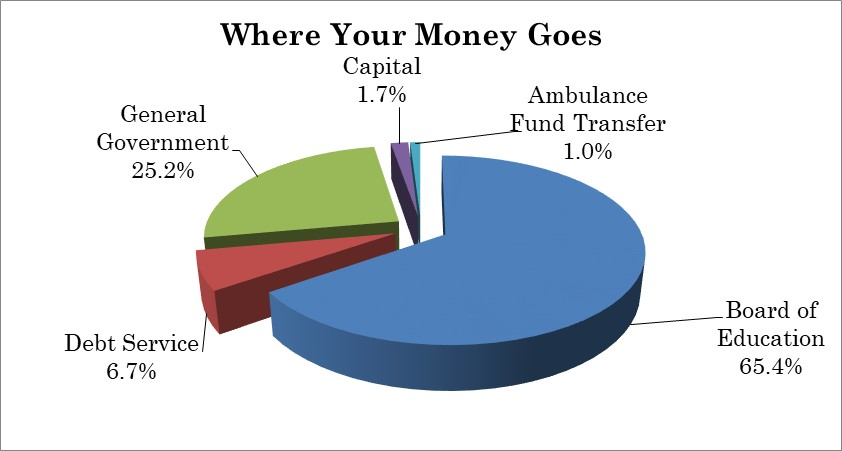 Where Your Money Goes
Capital
1.7%
Ambulance
Fund Transfer
1.0%
General
Government
25.2%
Board of
Education
65.4%
Debt Service
6.7%